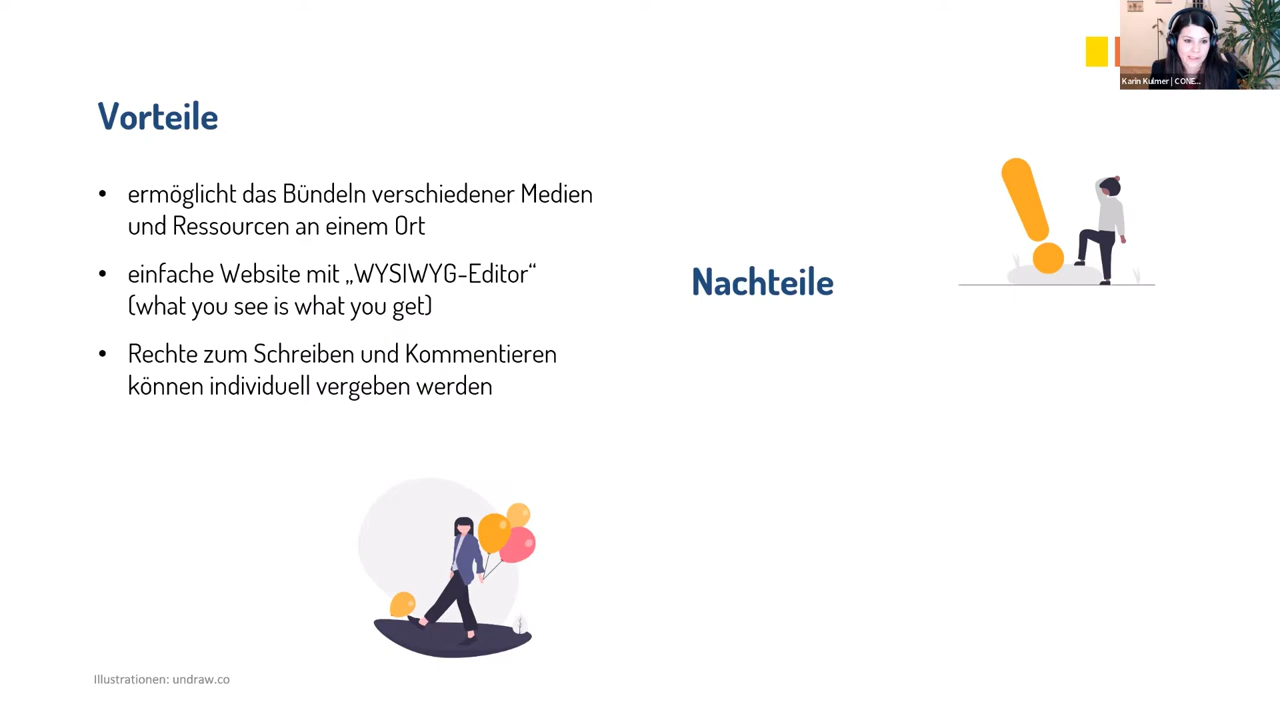 Karin Kulmer | CONE...
Vorteile
• ermöglicht das Bündeln verschiedener Medien
und Ressourcen an einem Ort
• einfache Website mit „WYSIWYG-Editor“
(what you see is what you get)
• Rechte zum Schreiben und Kommentieren
können individuell vergeben werden
Nachteile
Illustrationen: undraw.co